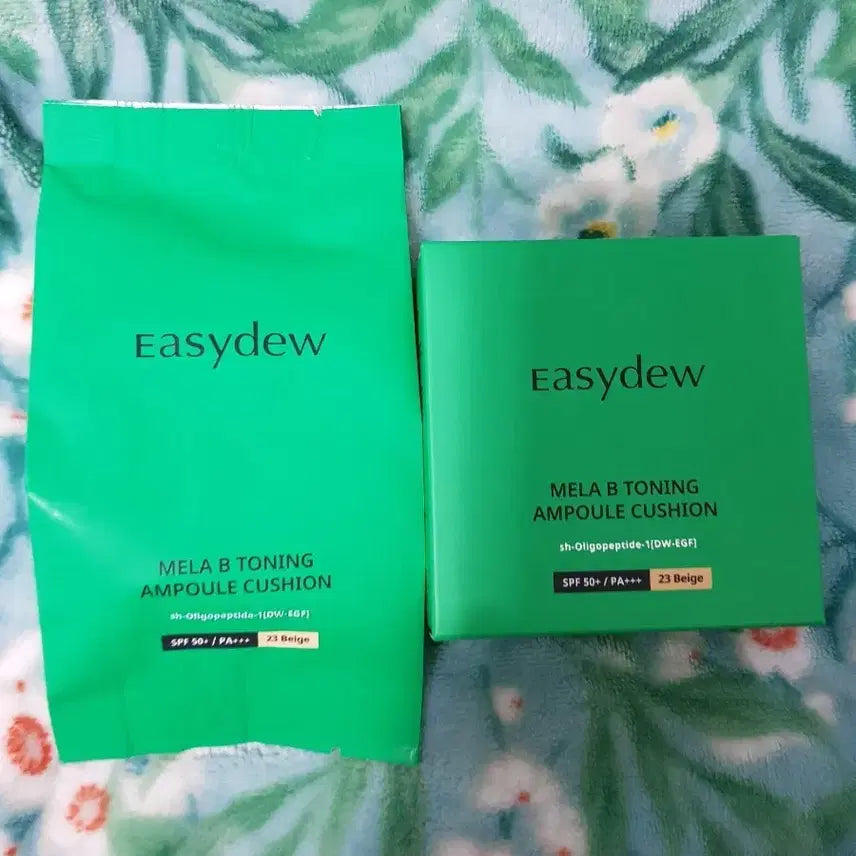 Easydew
MELA B TONING
AMPOULE CUSHION
sh-Oligopeptide-1[DW-EGF]
SPF 50+ / PA+++ 23 Beige
Easydew
MELA B TONING
AMPOULE CUSHION
sh-Oligopeptide-1[DW-EGF]
SPF 50+ / PA+++ 23 Beige